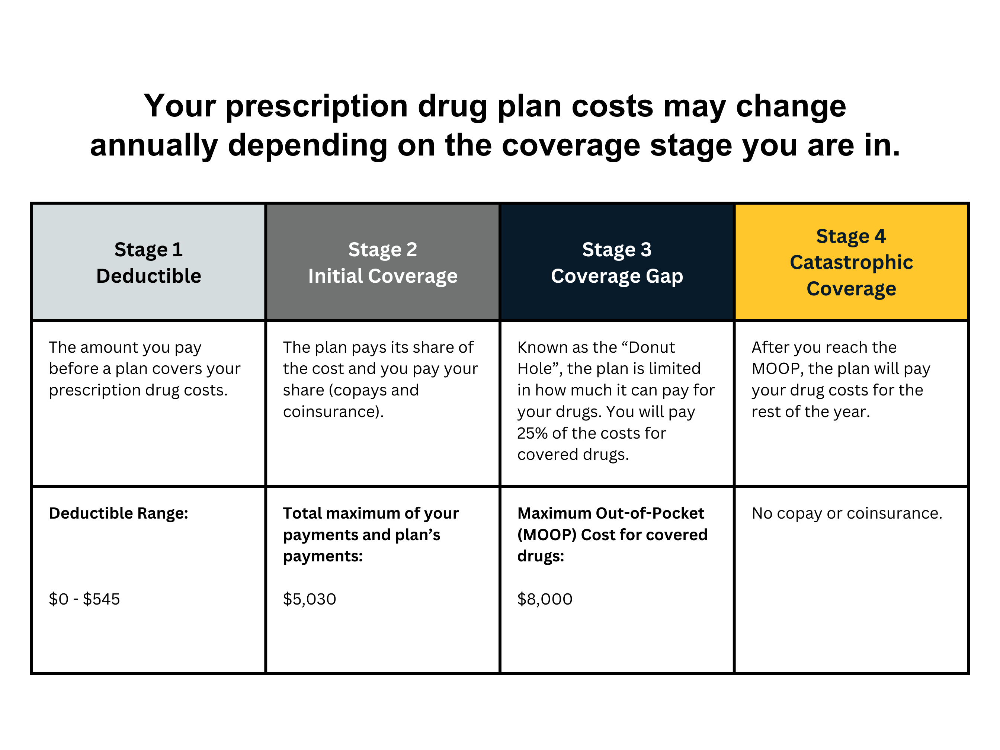 Your prescription drug plan costs may change
annually depending on the coverage stage you are in.
Stage 1
Deductible
Stage 2
Initial Coverage
Stage 3
Coverage Gap
Stage 4
Catastrophic
Coverage
The amount you pay
before a plan covers your
prescription drug costs.
The plan pays its share of
the cost and you pay your
share (copays and
coinsurance).
Known as the “Donut
Hole”, the plan is limited
in how much it can pay for
your drugs. You will pay
25% of the costs for
covered drugs.
After you reach the
MOOP, the plan will pay
your drug costs for the
rest of the year.
Deductible Range:
$0 - $545
Total maximum of your
payments and plan’s
payments:
$5,030
Maximum Out-of-Pocket
(MOOP) Cost for covered
drugs:
$8,000
No copay or coinsurance.